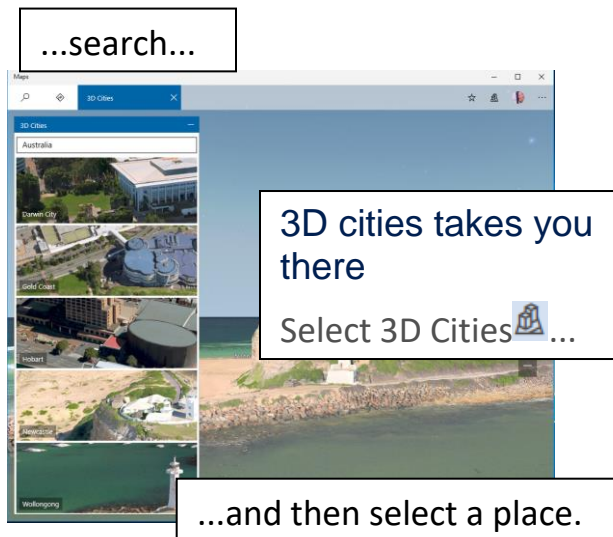 ...search...
Maps
3D Cities
3D Cities
Australia
Darwin City
Gold Coast
Hobart
Newcastle
Wollongong
3D cities takes you
there
Select 3D Cities...
...and then select a place.